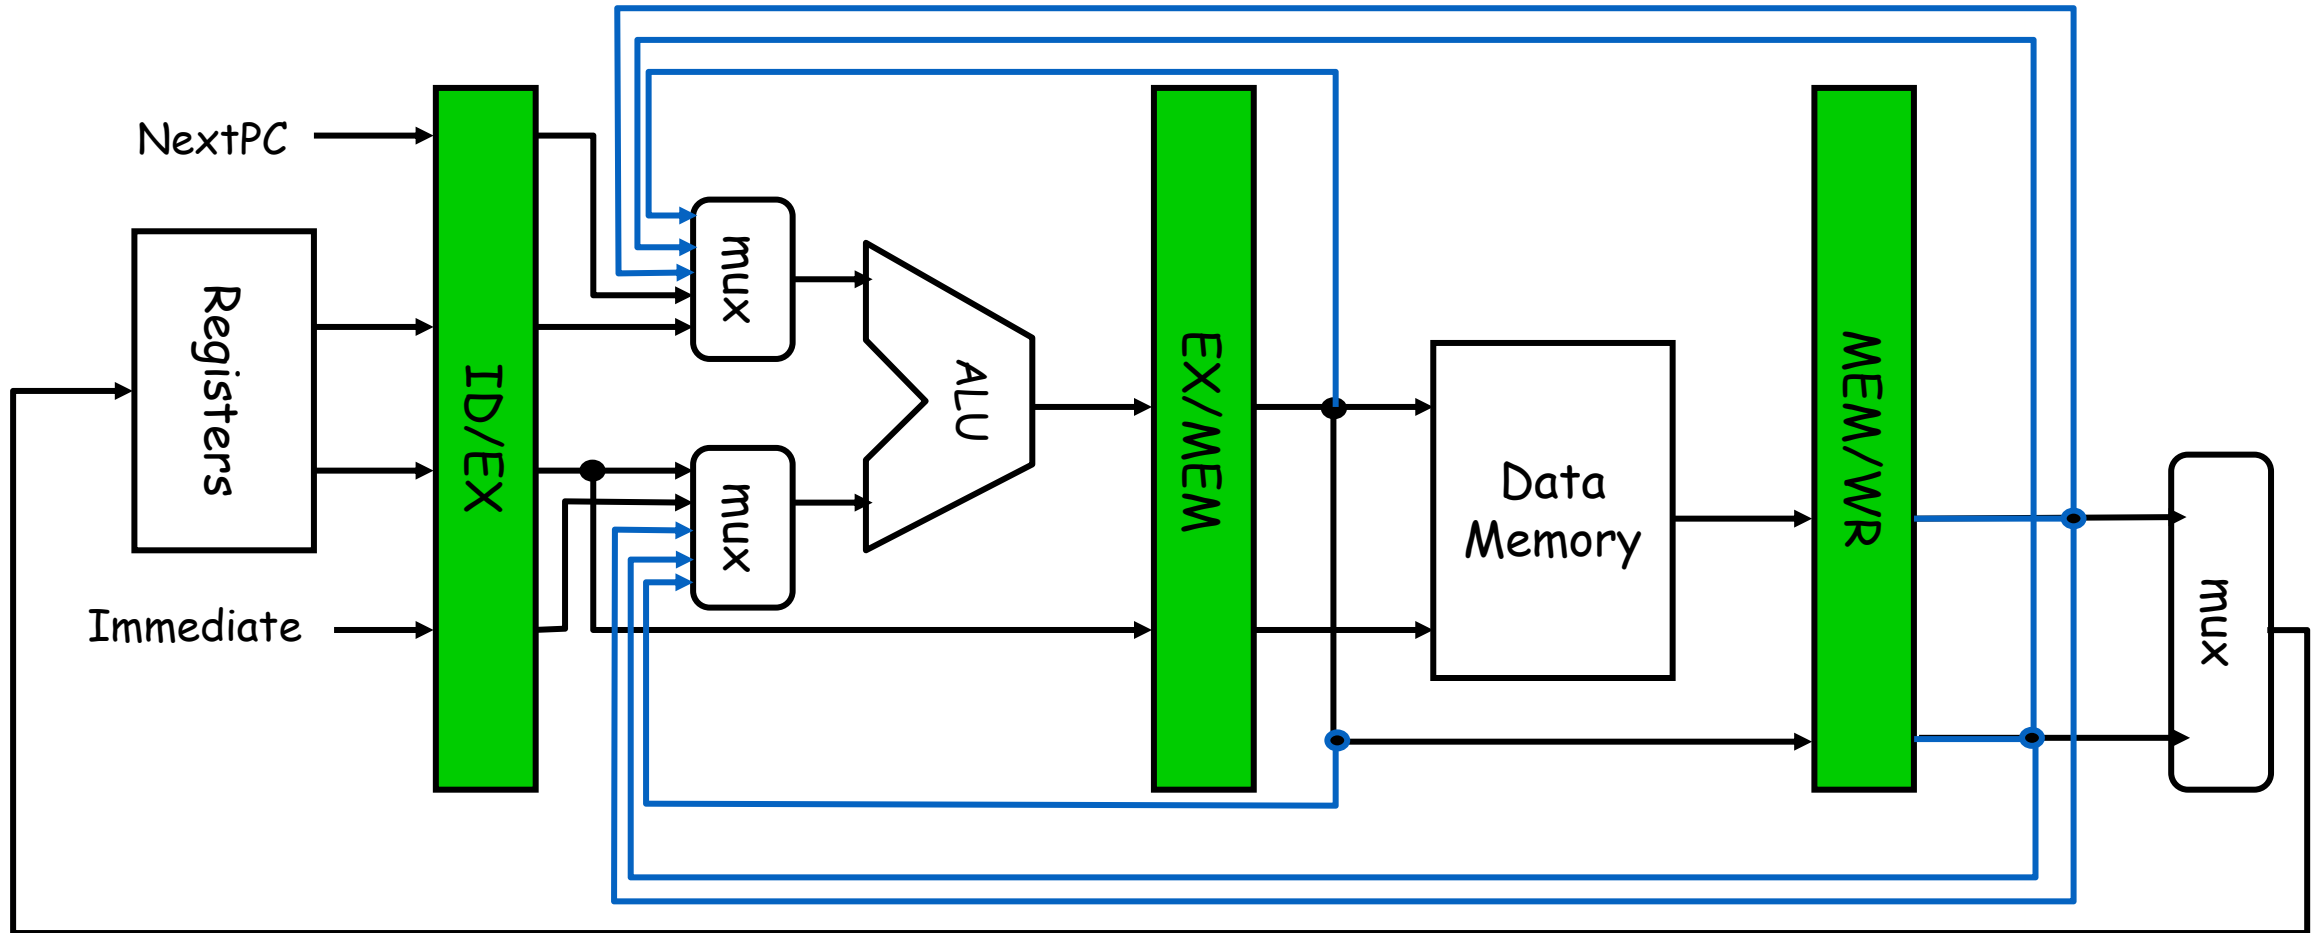 NextPC
Registers
Immediate
ID/EX
mux
mux
ALU
EX/MEM
Data
Memory
MEM/WR
mux